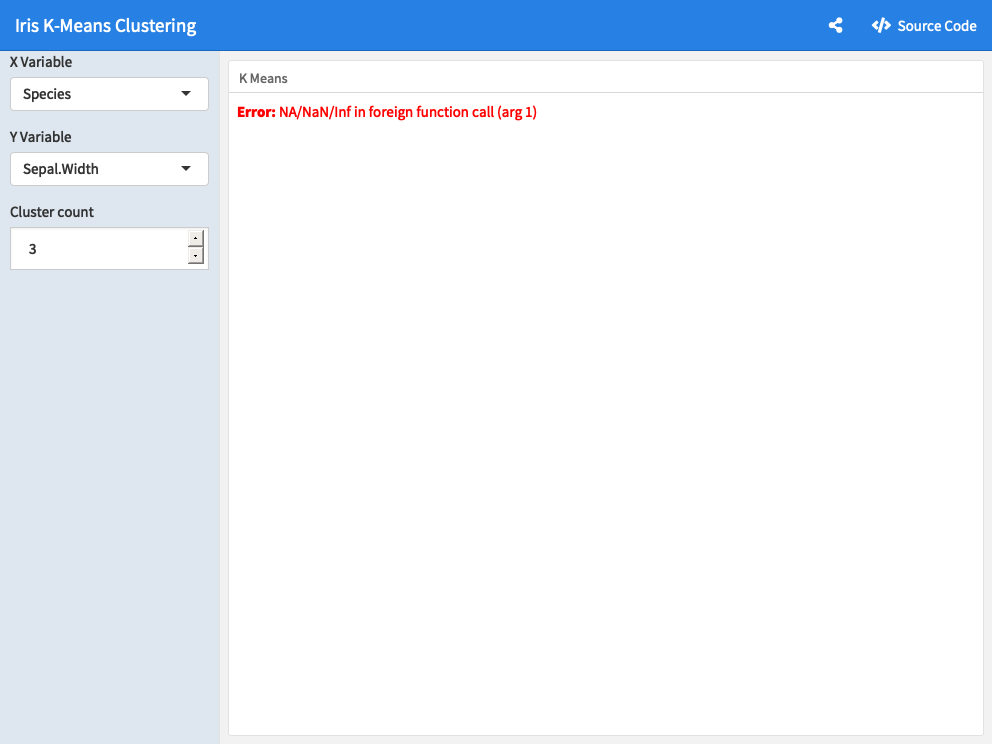 Iris K-Means Clustering
Source Code
X Variable
Species
Y Variable
Sepal.Width
Cluster count
3
K Means
Error: NA/NaN/Inf in foreign function call (arg 1)